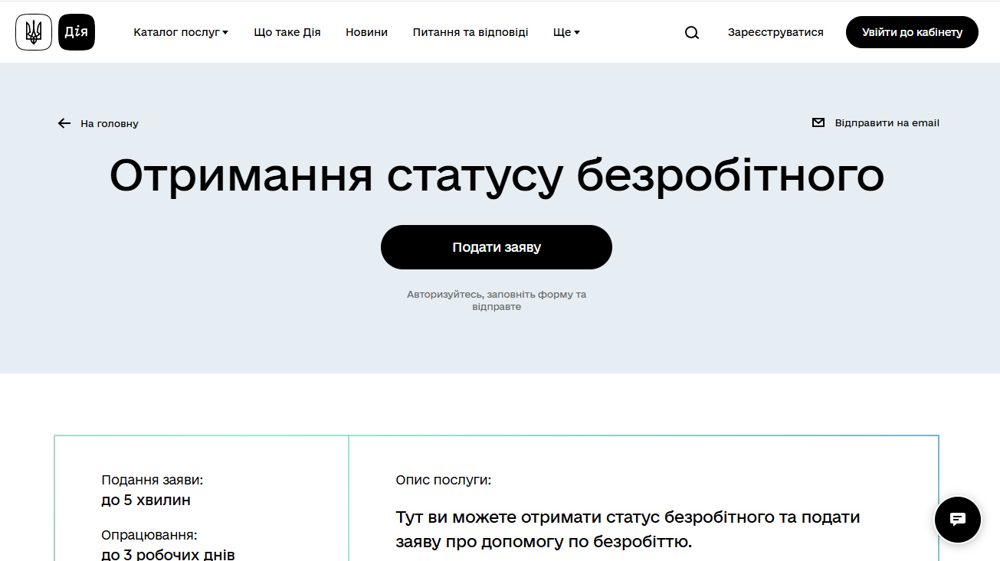 Дія
Каталог послуг
Що таке Дія
Новини
Питання та відповіді
Ще
Зареєструватися
Увійти до кабінету
На головну
Відправити на email
Отримання статусу безробітного
Подати заяву
Авторизуйтесь, заповніть форму та
відправте
Подання заяви:
до 5 хвилин
Опрацювання:
до 3 робочих днів
Опис послуги:
Тут ви можете отримати статус безробітного та подати
заяву про допомогу по безробіттю.